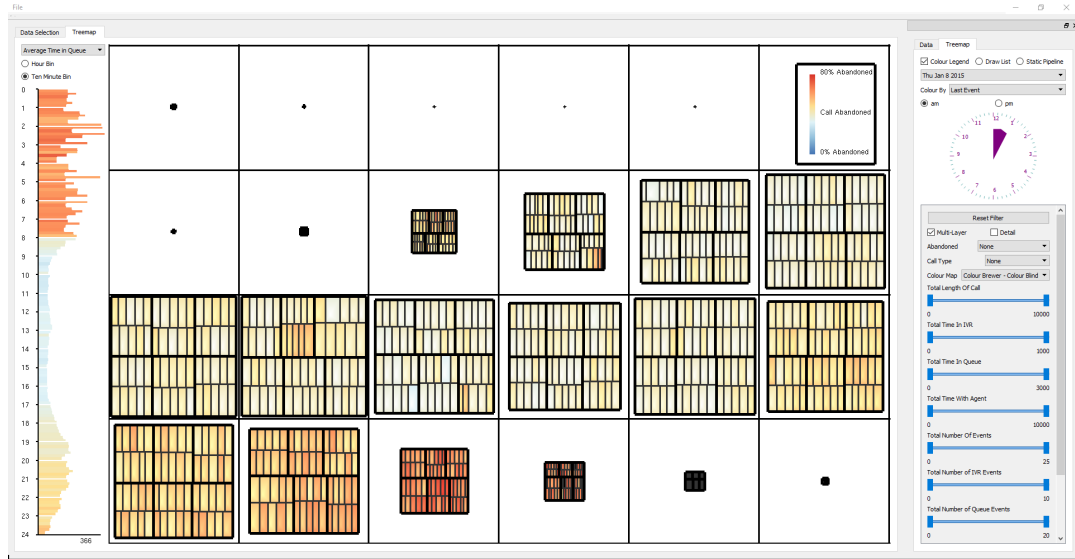 File
Data Selection
Treemap
Average Time in Queue
Hour Bin
Ten Minute Bin
0
1
2
3
4
5
6
7
8
9
10
11
12
13
14
15
16
17
18
19
20
21
22
23
24
366
80% Abandoned
Call Abandoned
0% Abandoned
Data
Treemap
Colour Legend
Draw List
Static Pipeline
Thu Jan 8 2015
Colour By
Last Event
am
pm
12
1
2
3
4
5
6
7
8
9
10
11
Reset Filter
Multi-Layer
Detail
Abandoned
None
Call Type
None
Colour Map
Colour Brewer - Colour Blind
Total Length Of Call
0
10000
Total Time In IVR
0
1000
Total Time In Queue
0
3000
Total Time With Agent
0
10000
Total Number Of Events
0
25
Total Number of IVR Events
0
10
Total Number of Queue Events
0
20